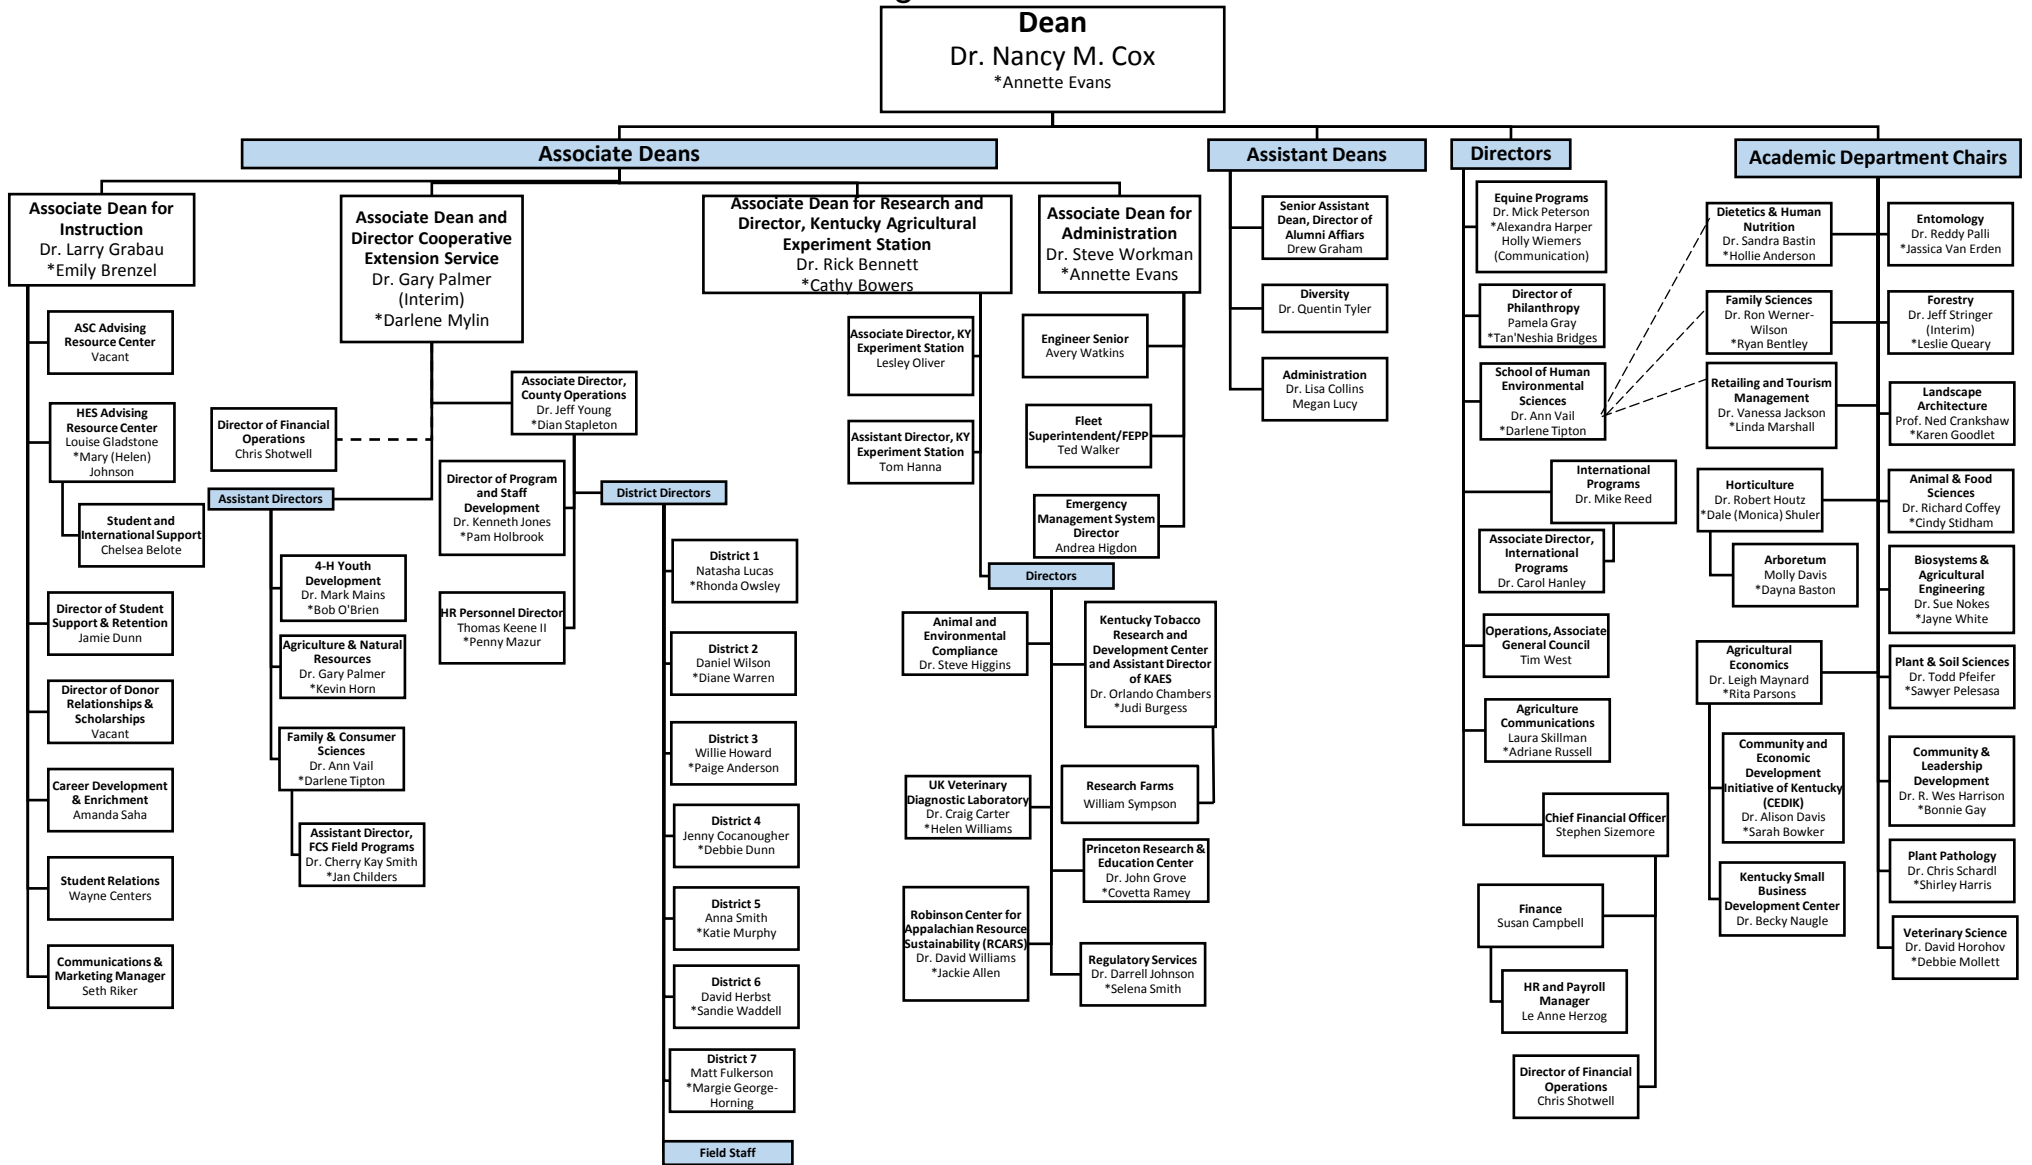 Dean
Dr. Nancy M. Cox
*Annette Evans
Associate Deans
Assistant Deans
Directors
Academic Department Chairs
Associate Dean for
Instruction
Dr. Larry Grabau
*Emily Brenzel
ASC Advising
Resource Center
Vacant
HES Advising
Resource Center
Louise Gladstone
*Mary (Helen)
Johnson
Student and
International Support
Chelsea Belote
Director of Student
Support & Retention
Jamie Dunn
Director of Donor
Relationships &
Scholarships
Vacant
Career Development
& Enrichment
Amanda Saha
Student Relations
Wayne Centers
Communications &
Marketing Manager
Seth Riker
Associate Dean and
Director Cooperative
Extension Service
Dr. Gary Palmer
(Interim)
*Darlene Mylin
Director of Financial
Operations
Chris Shotwell
Assistant Directors
4-H Youth
Development
Dr. Mark Mains
*Bob O'Brien
Agriculture & Natural
Resources
Dr. Gary Palmer
*Kevin Horn
Family & Consumer
Sciences
Dr. Ann Vail
*Darlene Tipton
Assistant Director,
FCS Field Programs
Dr. Cherry Kay Smith
*Jan Childers
Associate Director,
County Operations
Dr. Jeff Young
*Dian Stapleton
Director of Program
and Staff
Development
Dr. Kenneth Jones
*Pam Holbrook
HR Personnel Director
Thomas Keene II
*Penny Mazur
District Directors
District 1
Natasha Lucas
*Rhonda Owsley
District 2
Daniel Wilson
*Diane Warren
District 3
Willie Howard
*Paige Anderson
District 4
Jenny Cocanougher
*Debbie Dunn
District 5
Anna Smith
*Katie Murphy
District 6
David Herbst
*Sandie Waddell
District 7
Matt Fulkerson
*Margie George-
Horning
Field Staff
Associate Dean for Research and
Director, Kentucky Agricultural
Experiment Station
Dr. Rick Bennett
*Cathy Bowers
Associate Director, KY
Experiment Station
Lesley Oliver
Assistant Director, KY
Experiment Station
Tom Hanna
Directors
Animal and
Environmental
Compliance
Dr. Steve Higgins
Kentucky Tobacco
Research and
Development Center
and Assistant Director
of KAES
Dr. Orlando Chambers
*Judi Burgess
UK Veterinary
Diagnostic Laboratory
Dr. Craig Carter
*Helen Williams
Research Farms
William Sympson
Princeton Research &
Education Center
Dr. John Grove
*Covetta Ramey
Robinson Center for
Appalachian Resource
Sustainability (RCARS)
Dr. David Williams
*Jackie Allen
Regulatory Services
Dr. Darrell Johnson
*Selena Smith
Associate Dean for
Administration
Dr. Steve Workman
*Annette Evans
Engineer Senior
Avery Watkins
Fleet
Superintendent/FEPP
Ted Walker
Emergency
Management System
Director
Andrea Higdon
Senior Assistant
Dean, Director of
Alumni Affiars
Drew Graham
Diversity
Dr. Quentin Tyler
Administration
Dr. Lisa Collins
Megan Lucy
Equine Programs
Dr. Mick Peterson
*Alexandra Harper
Holly Wiemers
(Communication)
Director of
Philanthropy
Pamela Gray
*Tan'Neshia Bridges
School of Human
Environmental
Sciences
Dr. Ann Vail
*Darlene Tipton
International
Programs
Dr. Mike Reed
Associate Director,
International
Programs
Dr. Carol Hanley
Operations, Associate
General Council
Tim West
Agriculture
Communications
Laura Skillman
*Adriane Russell
Chief Financial Officer
Stephen Sizemore
Finance
Susan Campbell
HR and Payroll
Manager
Le Anne Herzog
Director of Financial
Operations
Chris Shotwell
Dietetics & Human
Nutrition
Dr. Sandra Bastin
*Hollie Anderson
Family Sciences
Dr. Ron Werner-
Wilson
*Ryan Bentley
Retailing and Tourism
Management
Dr. Vanessa Jackson
*Linda Marshall
Horticulture
Dr. Robert Houtz
*Dale (Monica) Shuler
Arboretum
Molly Davis
*Dayna Baston
Agricultural
Economics
Dr. Leigh Maynard
*Rita Parsons
Community and
Economic
Development
Initiative of Kentucky
(CEDIK)
Dr. Alison Davis
*Sarah Bowker
Kentucky Small
Business
Development Center
Dr. Becky Naugle
Entomology
Dr. Reddy Palli
*Jassica Van Erden
Forestry
Dr. Jeff Stringer
(Interim)
*Leslie Queary
Landscape
Architecture
Prof. Ned Crankshaw
*Karen Goodlet
Animal & Food
Sciences
Dr. Richard Coffey
*Cindy Stidham
Biosystems &
Agricultural
Engineering
Dr. Sue Nokes
*Jayne White
Plant & Soil Sciences
Dr. Todd Pfeifer
*Sawyer Pelesasa
Community &
Leadership
Development
Dr. R. Wes Harrison
*Bonnie Gay
Plant Pathology
Dr. Chris Schardl
*Shirley Harris
Veterinary Science
Dr. David Horohov
*Debbie Mollett